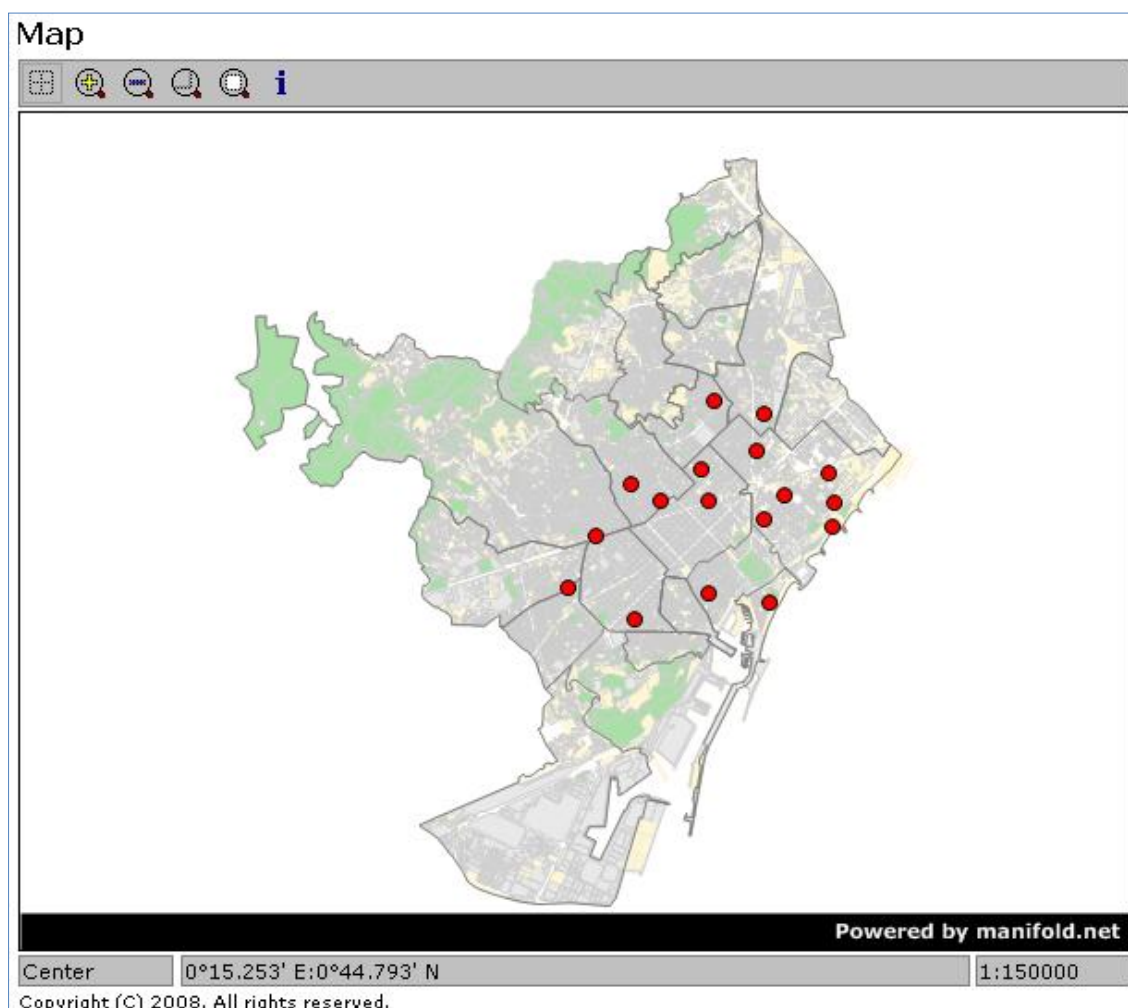 Map
i
Powered by manifold.net
Center 0°15.253' E:0°44.793' N 1:150000
Copyright (C) 2008. All rights reserved.